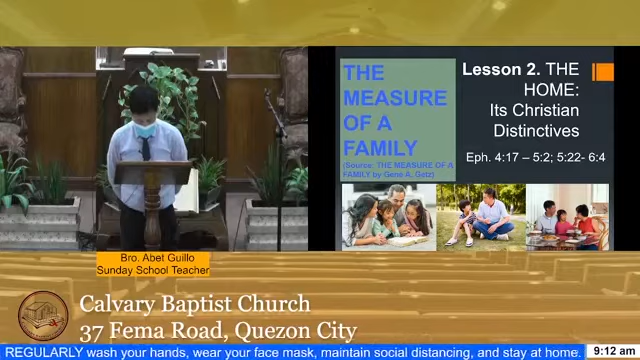 THE
MEASURE
OF A
FAMILY
(Source: THE MEASURE OF A
FAMILY by Gene A. Getz)
Lesson 2. THE
HOME:
Its Christian
Distinctives
Eph. 4:17 – 5:2; 5:22- 6:4
Bro. Abet Guillo
Sunday School Teacher
Calvary Baptist Church
37 Fema Road, Quezon City
REGULARLY wash your hands, wear your face mask, maintain social distancing, and stay at home.
9:12 am